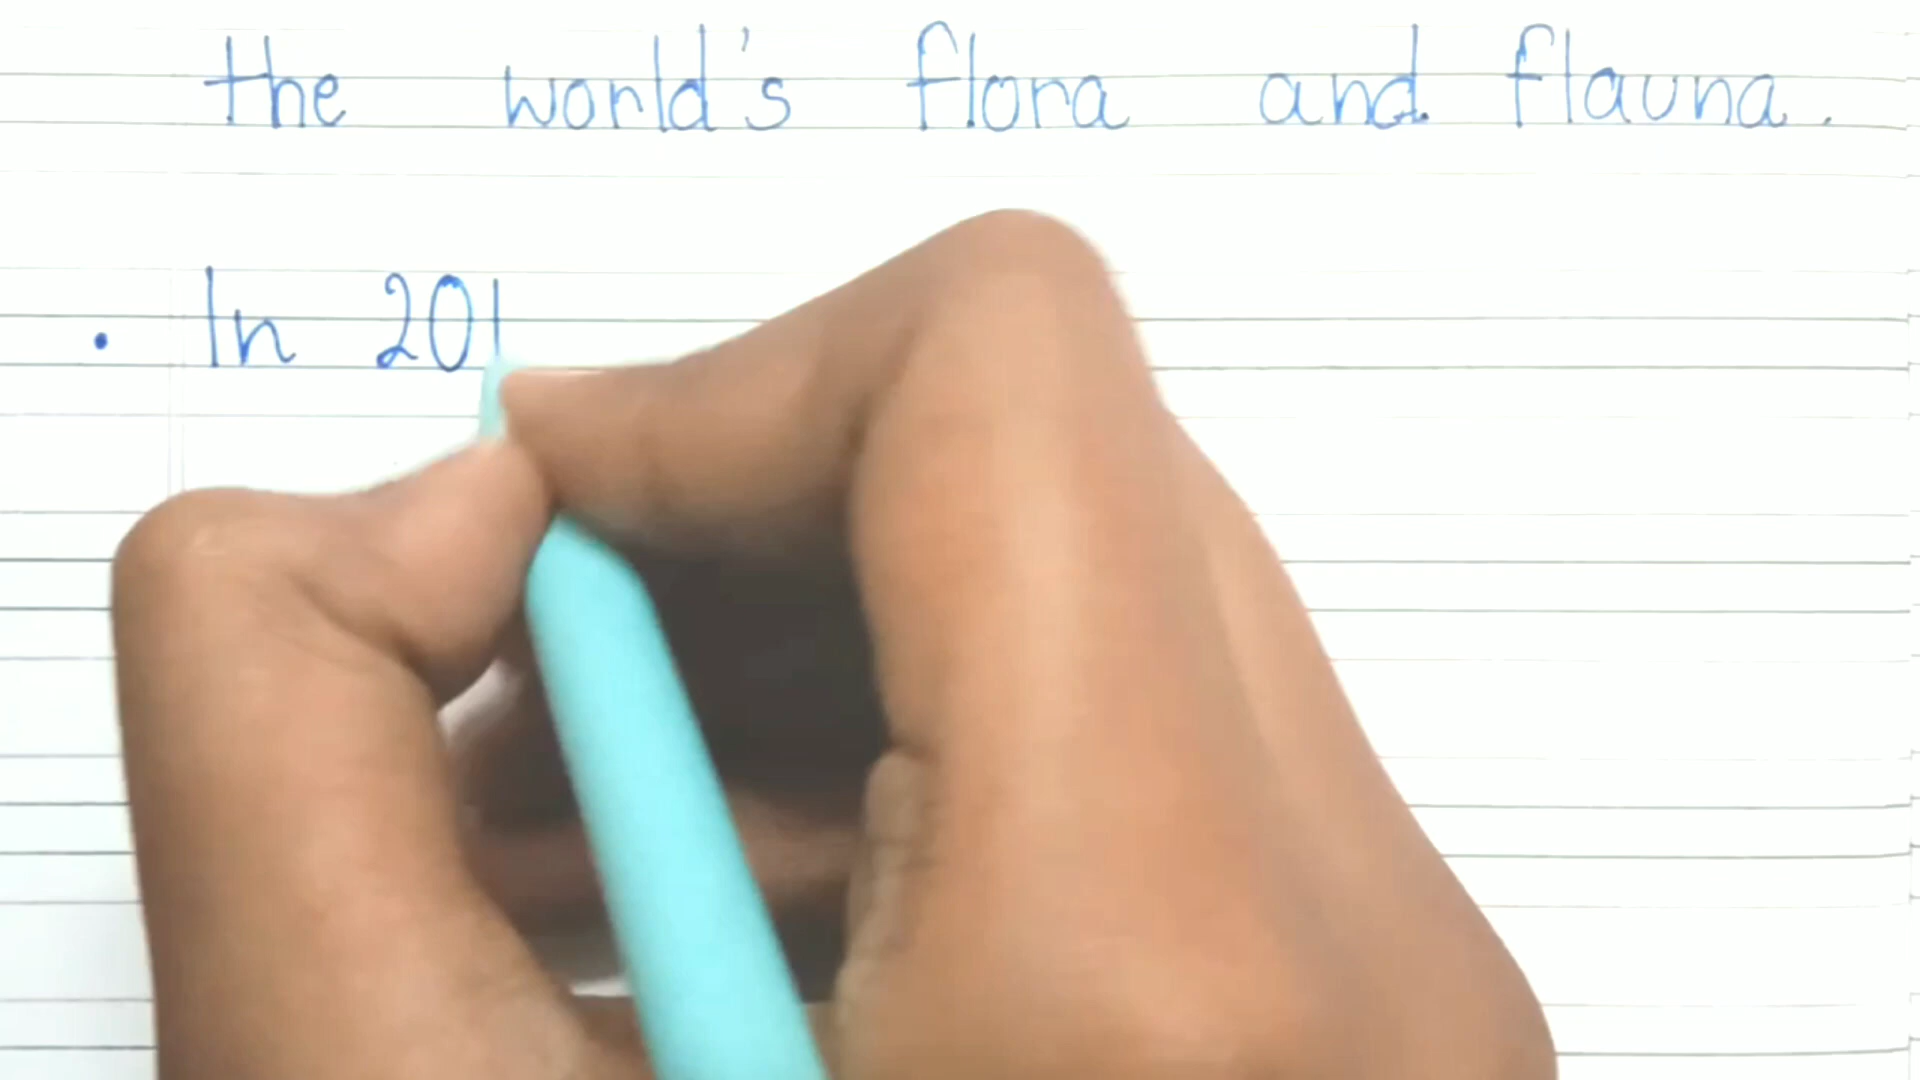 the world's flora and flauna.
• In 201